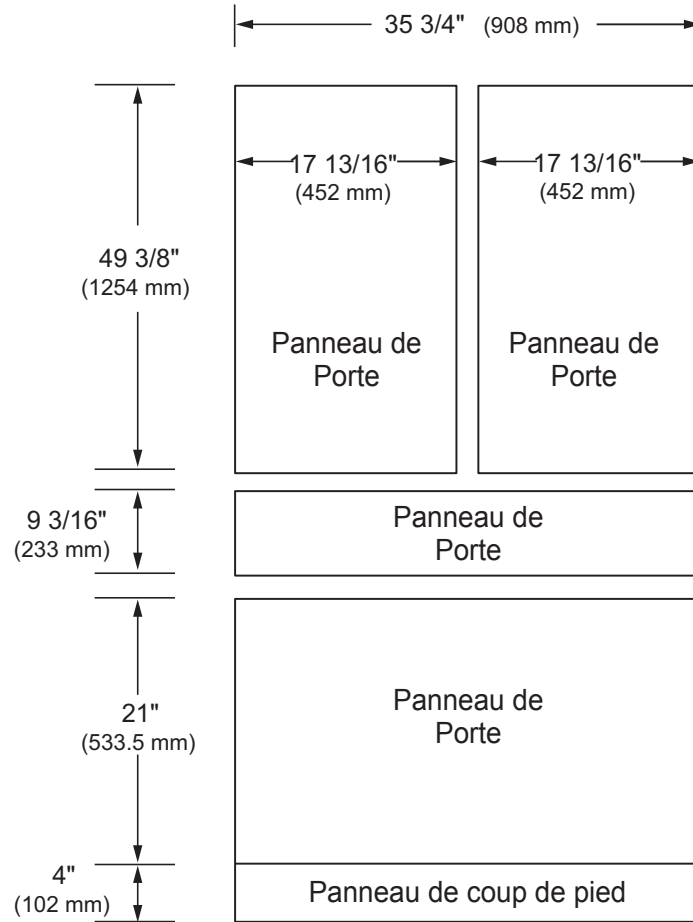 35 3/4" (908 mm)
17 13/16"
(452 mm)
17 13/16"
(452 mm)
49 3/8"
(1254 mm)
Panneau de
Porte
Panneau de
Porte
9 3/16"
(233 mm)
Panneau de
Porte
21"
(533.5 mm)
Panneau de
Porte
4"
(102 mm)
Panneau de coup de pied